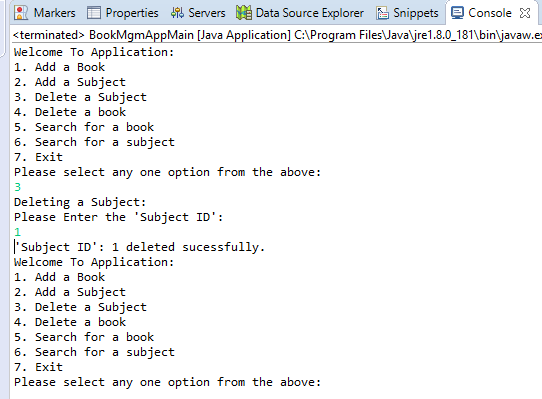 Markers Properties Servers Data Source Explorer Snippets Console
<terminated> BookMgmAppMain [Java Application] C:\Program Files\Java\jre1.8.0_181\bin\javaw.ex
Welcome To Application:
1. Add a Book
2. Add a Subject
3. Delete a Subject
4. Delete a book
5. Search for a book
6. Search for a subject
7. Exit
Please select any one option from the above:
3
Deleting a Subject:
Please Enter the 'Subject ID':
1
'Subject ID': 1 deleted sucessfully.
Welcome To Application:
1. Add a Book
2. Add a Subject
3. Delete a Subject
4. Delete a book
5. Search for a book
6. Search for a subject
7. Exit
Please select any one option from the above: